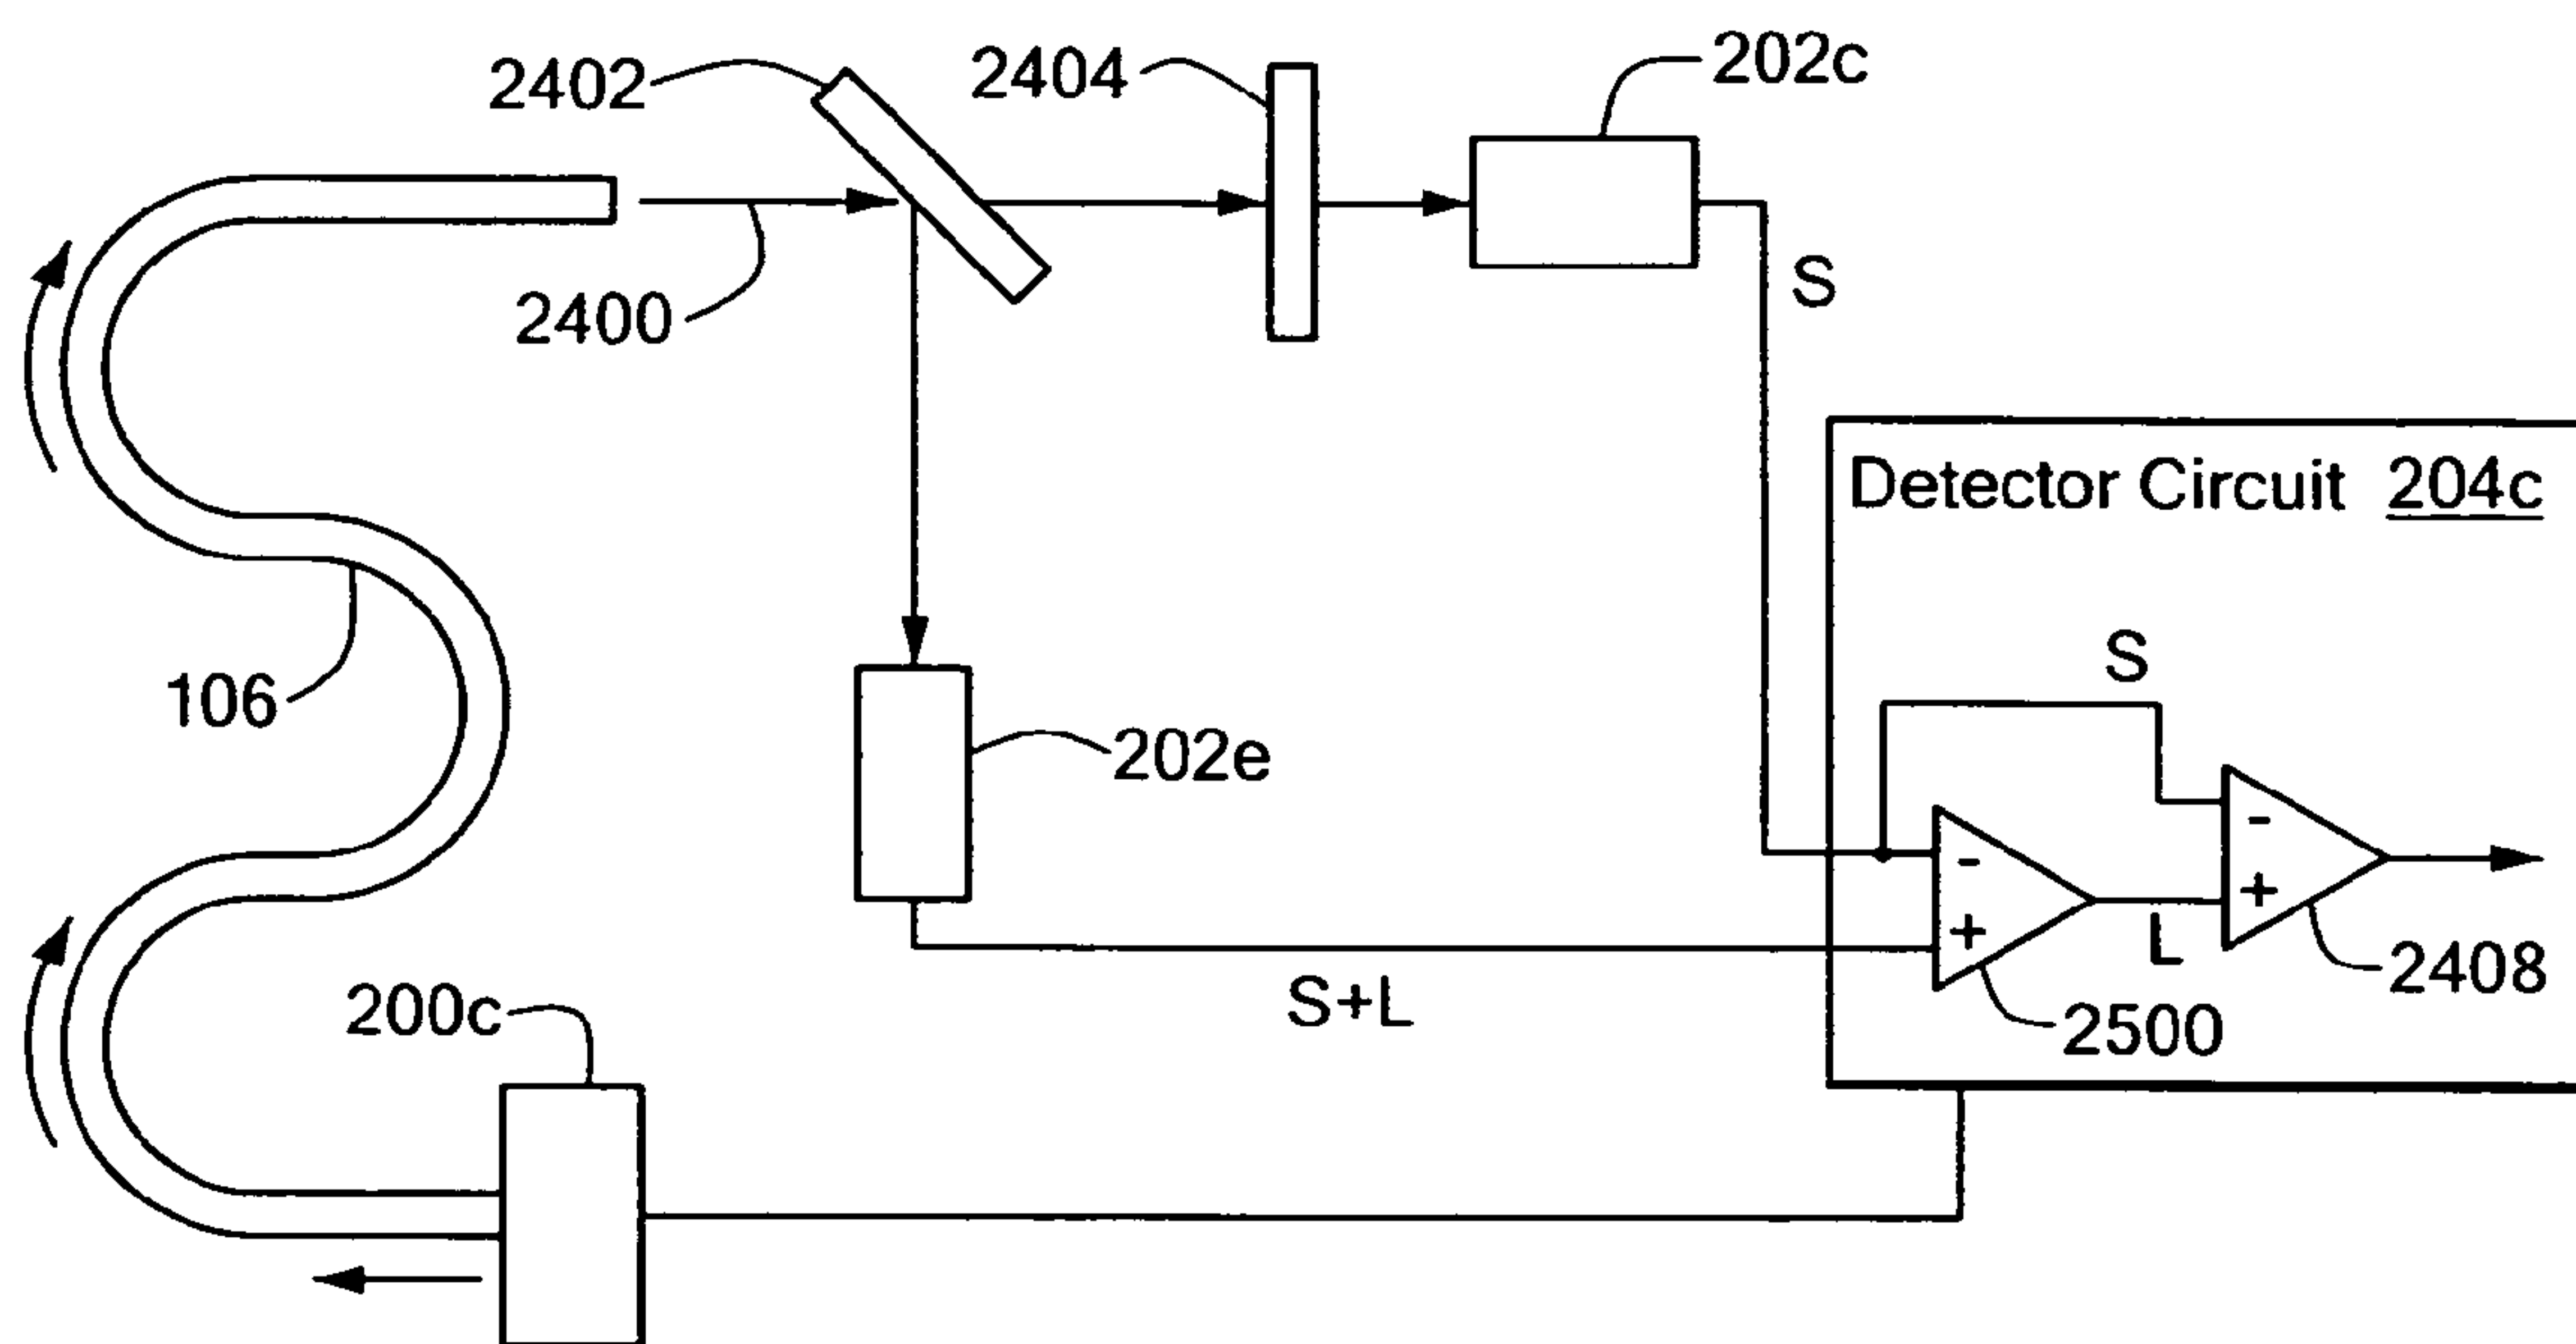 2402
2404
202c
2400
S
Detector Circuit 204c
S
106
202e
-
+
-
+
L
2408
2500
S+L
200c